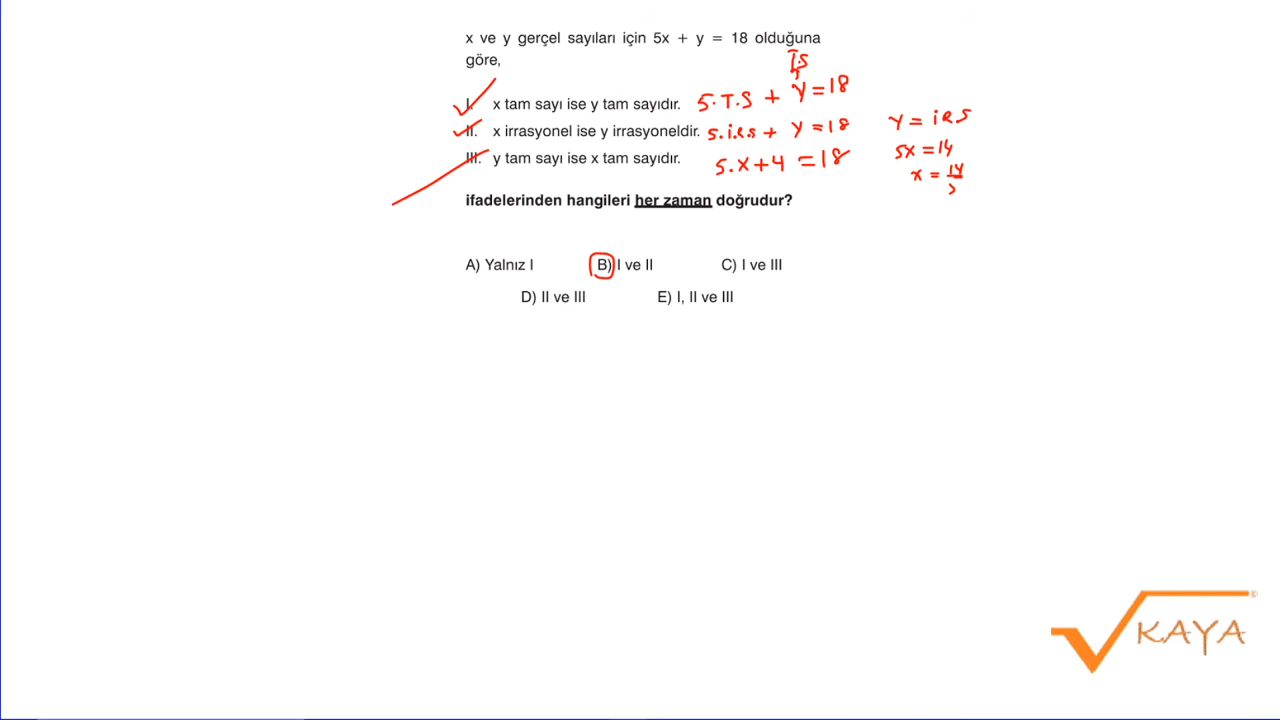 x ve y gerçel sayıları için 5x + y = 18 olduğuna
göre,
T.S
I. x tam sayı ise y tam sayıdır. 5.T.S + y = 18
II. x irrasyonel ise y irrasyoneldir. 5.i.R.S + y = 18 y = iRS
III. y tam sayı ise x tam sayıdır. 5.x+4 = 18 5x = 14
x = 14/5
ifadelerinden hangileri her zaman doğrudur?
A) Yalnız I B) I ve II C) I ve III
D) II ve III E) I, II ve III
KAYA